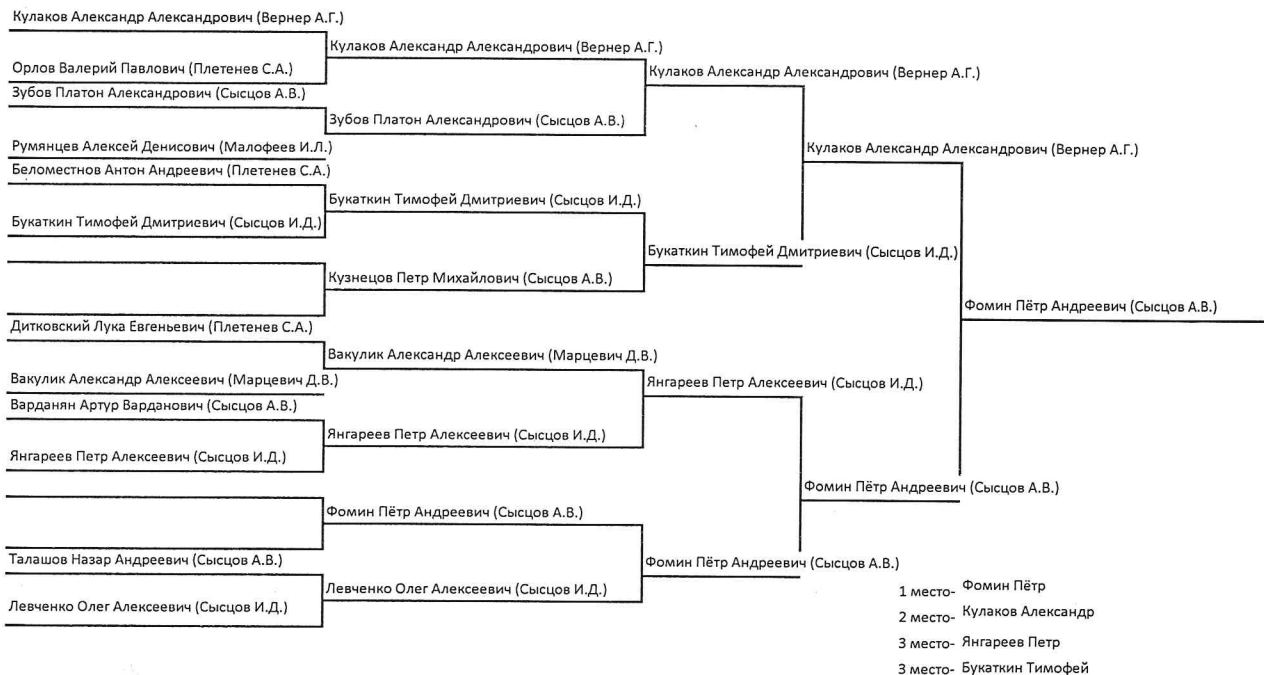 Кулаков Александр Александрович (Вернер А.Г.)
Орлов Валерий Павлович (Плетенев С.А.)
Зубов Платон Александрович (Сысцов А.В.)
Румянцев Алексей Денисович (Малофеев И.Л.)
Беломестнов Антон Андреевич (Плетенев С.А.)
Букаткин Тимофей Дмитриевич (Сысцов И.Д.)
Дитковский Лука Евгеньевич (Плетенев С.А.)
Вакулик Александр Алексеевич (Марцевич Д.В.)
Варданян Артур Варданович (Сысцов А.В.)
Янгареев Петр Алексеевич (Сысцов И.Д.)
Талашов Назар Андреевич (Сысцов А.В.)
Левченко Олег Алексеевич (Сысцов И.Д.)
Кулаков Александр Александрович (Вернер А.Г.)
Зубов Платон Александрович (Сысцов А.В.)
Букаткин Тимофей Дмитриевич (Сысцов И.Д.)
Кузнецов Петр Михайлович (Сысцов А.В.)
Вакулик Александр Алексеевич (Марцевич Д.В.)
Янгареев Петр Алексеевич (Сысцов И.Д.)
Фомин Пётр Андреевич (Сысцов А.В.)
Левченко Олег Алексеевич (Сысцов И.Д.)
Кулаков Александр Александрович (Вернер А.Г.)
Букаткин Тимофей Дмитриевич (Сысцов И.Д.)
Янгареев Петр Алексеевич (Сысцов И.Д.)
Фомин Пётр Андреевич (Сысцов А.В.)
Кулаков Александр Александрович (Вернер А.Г.)
Фомин Пётр Андреевич (Сысцов А.В.)
Фомин Пётр Андреевич (Сысцов А.В.)
1 место- Фомин Пётр
2 место- Кулаков Александр
3 место- Янгареев Петр
3 место- Букаткин Тимофей